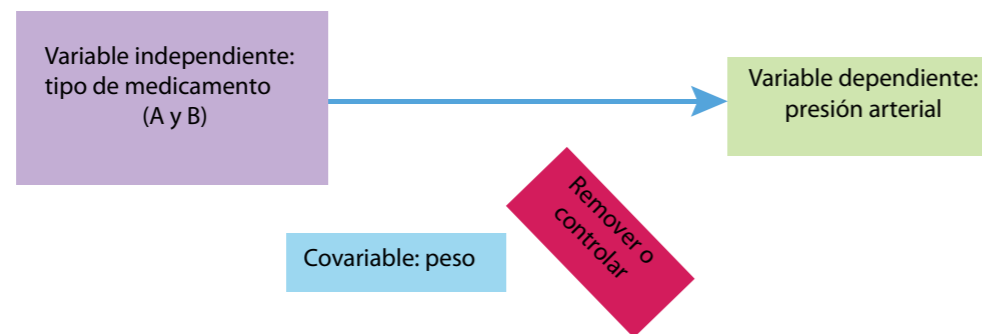 Variable independiente:
tipo de medicamento
(A y B)
Variable dependiente:
presión arterial
Covariable: peso
Remover o
controlar